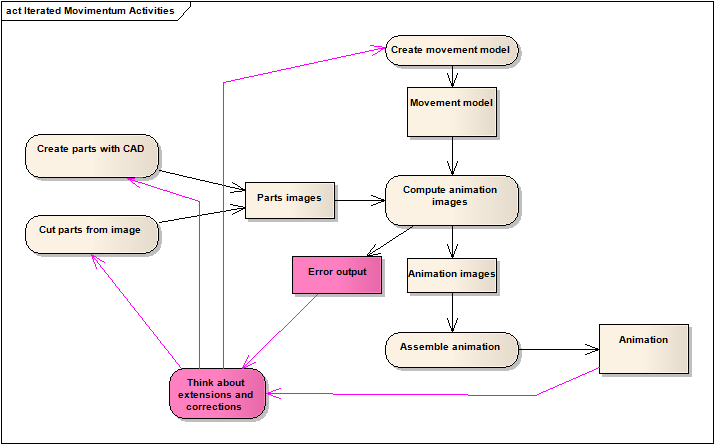 act Iterated Movimentum Activities
Create movement model
Movement model
Create parts with CAD
Parts images
Compute animation
images
Cut parts from image
Error output
Animation images
Assemble animation
Animation
Think about
extensions and
corrections